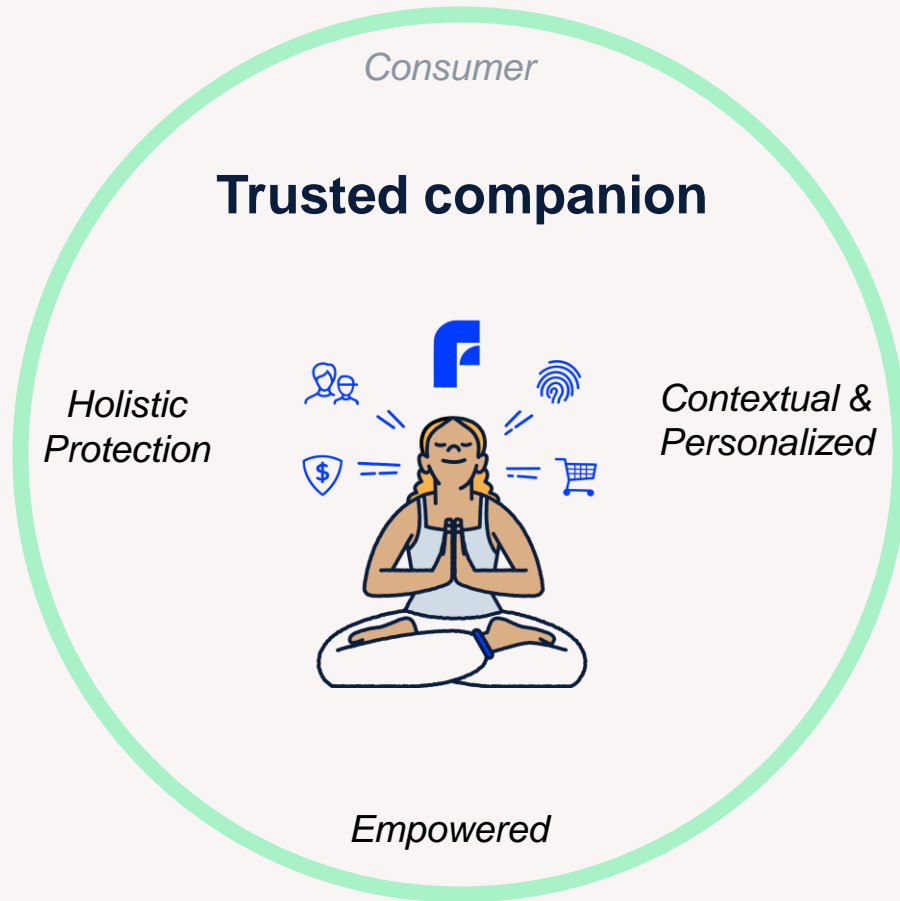 Consumer
Trusted companion
Holistic
Protection
Contextual &
Personalized
$
Empowered